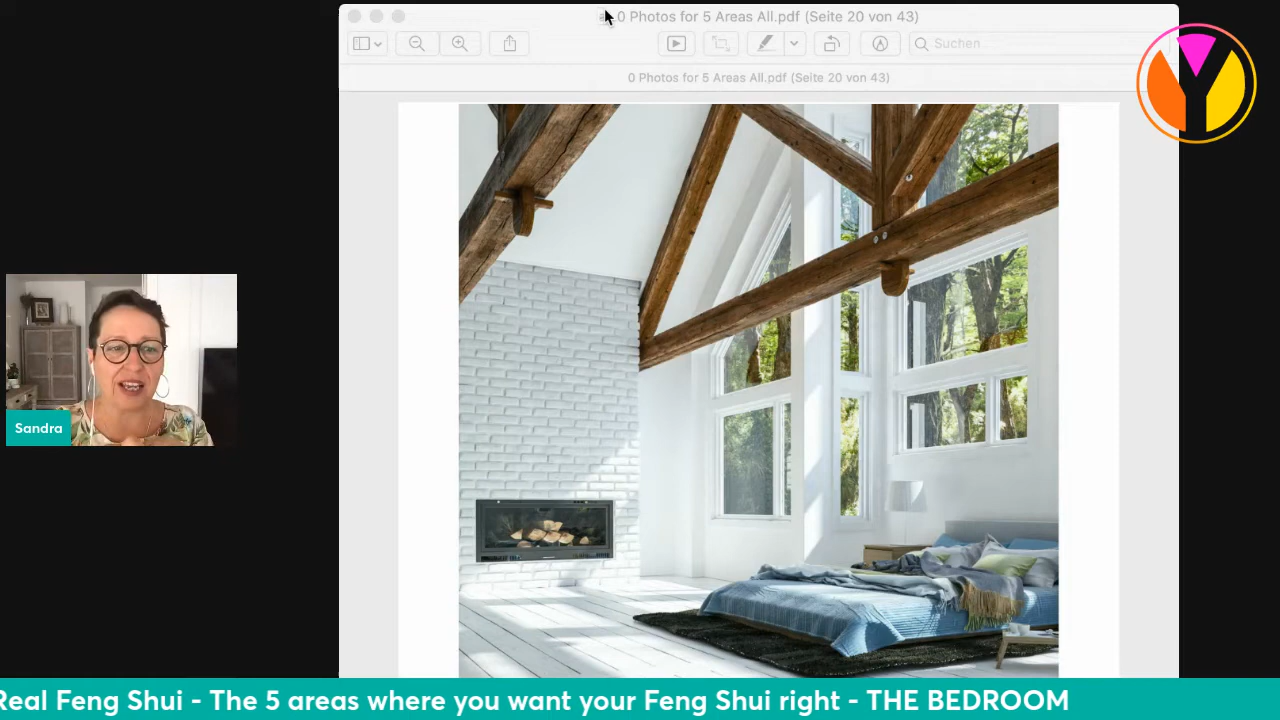 0 Photos for 5 Areas All.pdf (Seite 20 von 43)
Suchen
0 Photos for 5 Areas All.pdf (Seite 20 von 43)
Sandra
Real Feng Shui - The 5 areas where you want your Feng Shui right - THE BEDROOM